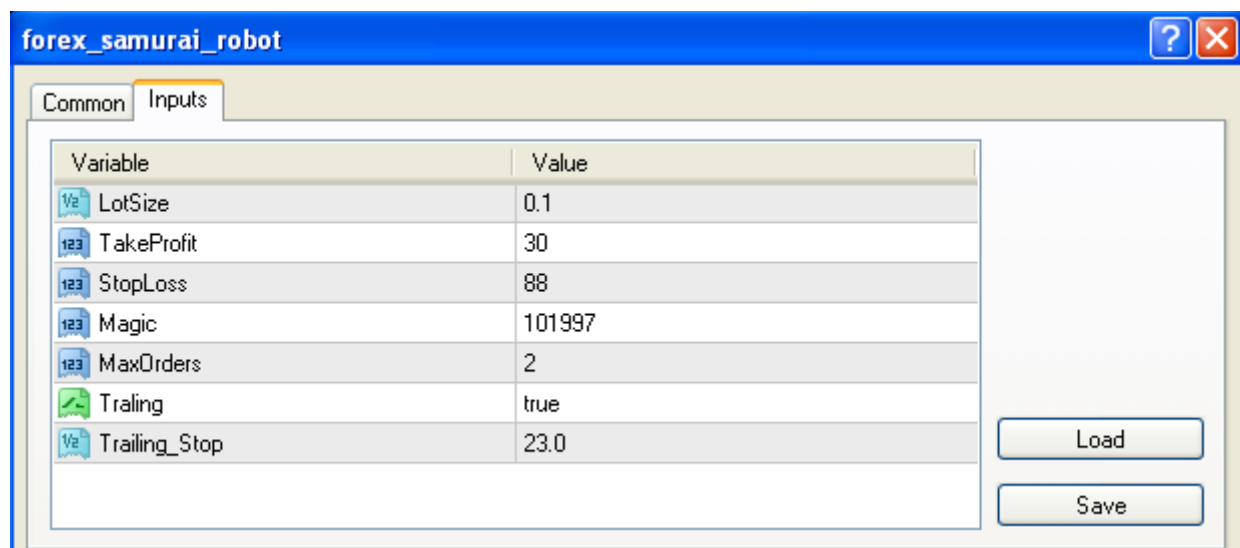 forex_samurai_robot
Common Inputs
Variable Value
LotSize 0.1
TakeProfit 30
StopLoss 88
Magic 101997
MaxOrders 2
Traling true
Trailing_Stop 23.0
Load
Save